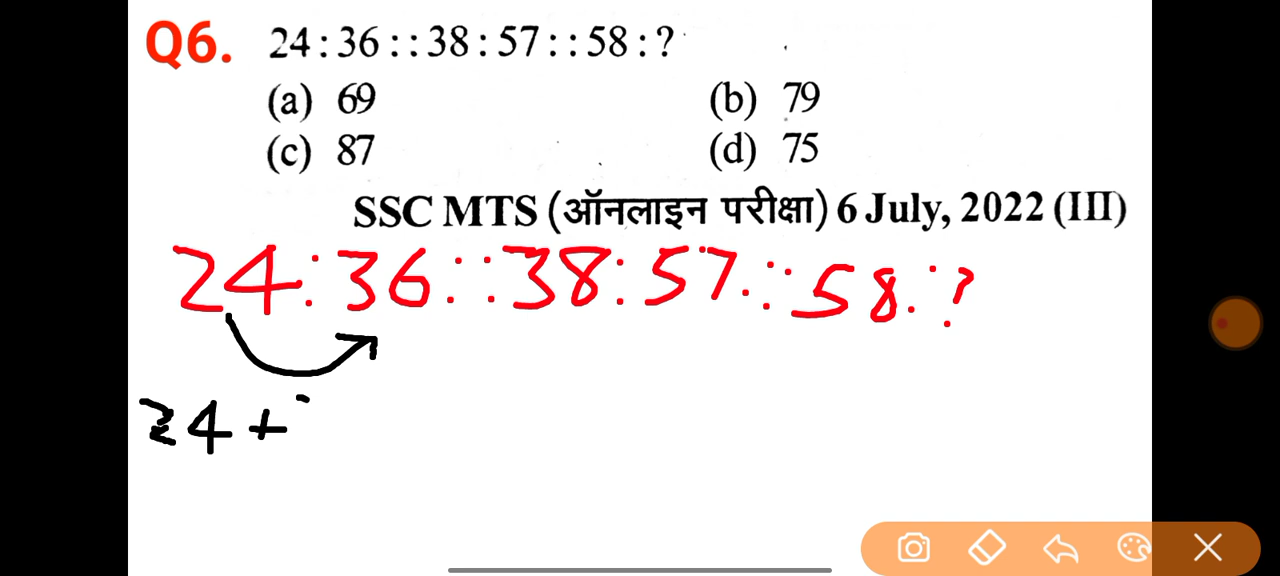 Q6. 24:36::38:57::58:?
(a) 69 (b) 79
(c) 87 (d) 75
SSC MTS (ऑनलाइन परीक्षा) 6 July, 2022 (III)
24:36::38:57::58:?
24+